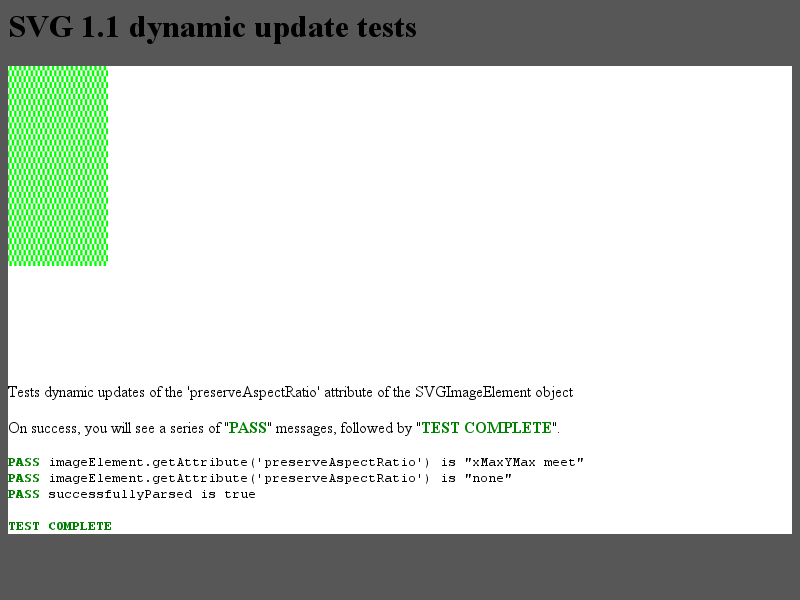 SVG 1.1 dynamic update tests
Tests dynamic updates of the 'preserveAspectRatio' attribute of the SVGImageElement object
On success, you will see a series of "PASS" messages, followed by "TEST COMPLETE".
PASS imageElement.getAttribute('preserveAspectRatio') is "xMaxYMax meet"
PASS imageElement.getAttribute('preserveAspectRatio') is "none"
PASS successfullyParsed is true
TEST COMPLETE